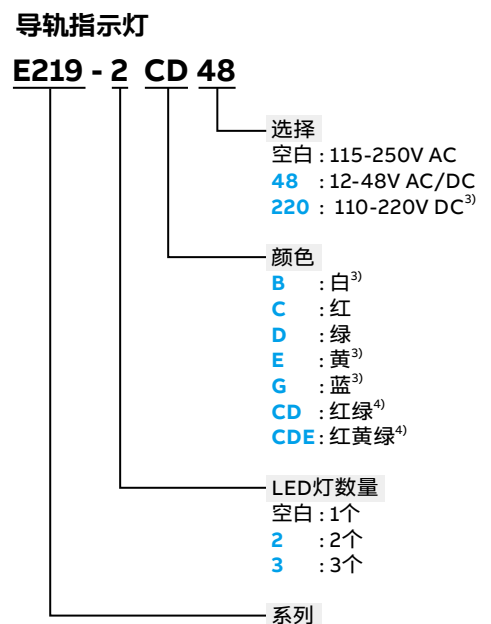 导轨指示灯
E219 - 2 CD 48
选择
空白 : 115-250V AC
48 : 12-48V AC/DC
220 : 110-220V DC3)
颜色
B : 白3)
C : 红
D : 绿
E : 黄3)
G : 蓝3)
CD : 红绿4)
CDE : 红黄绿4)
LED灯数量
空白 : 1个
2 : 2个
3 : 3个
系列